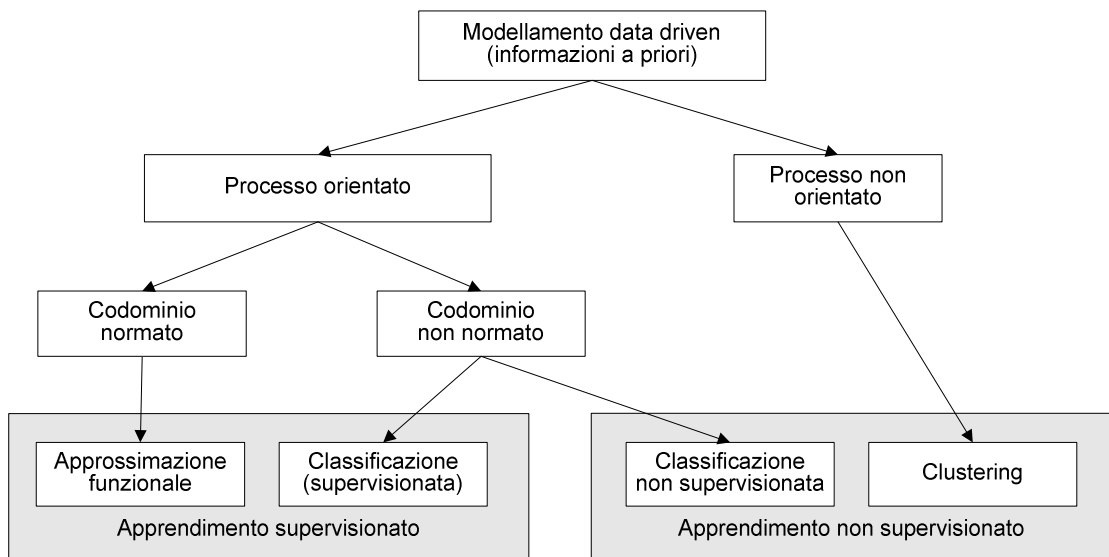 Modellamento data driven
(informazioni a priori)
Processo orientato
Processo non
orientato
Codominio
normato
Codominio
non normato
Approssimazione
funzionale
Classificazione
(supervisionata)
Classificazione
non supervisionata
Clustering
Apprendimento supervisionato
Apprendimento non supervisionato